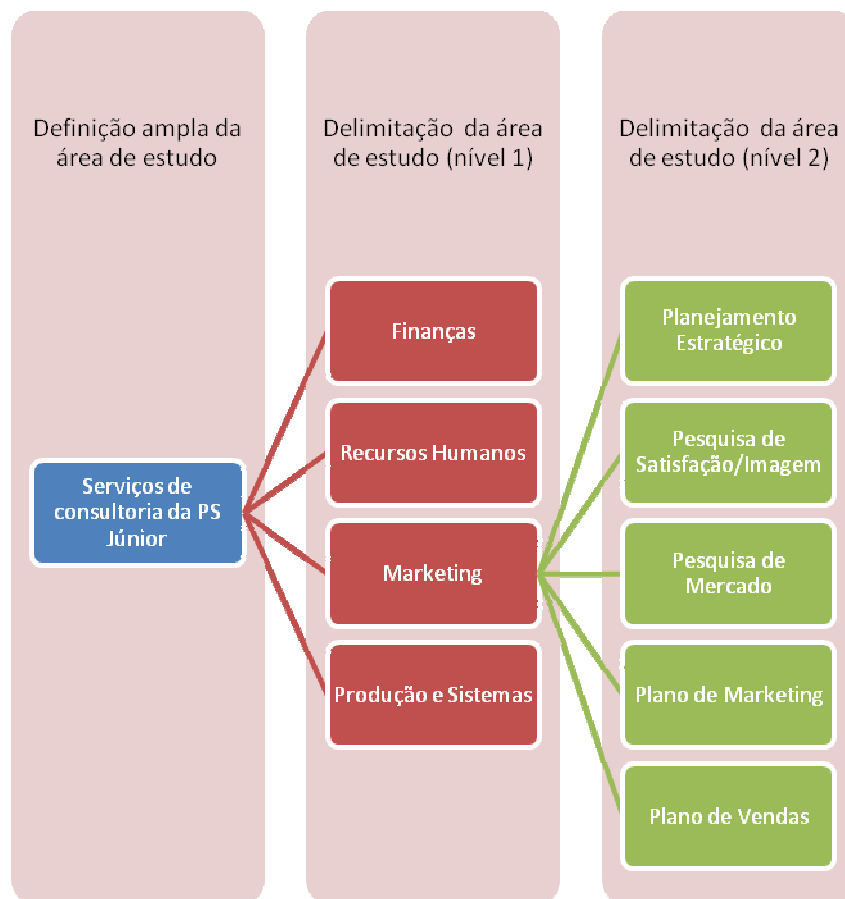 Definição ampla da
área de estudo
Delimitação da área
de estudo (nível 1)
Delimitação da área
de estudo (nível 2)
Serviços de
consultoria da PS
Júnior
Finanças
Recursos Humanos
Marketing
Produção e Sistemas
Planejamento
Estratégico
Pesquisa de
Satisfação/Imagem
Pesquisa de
Mercado
Plano de Marketing
Plano de Vendas